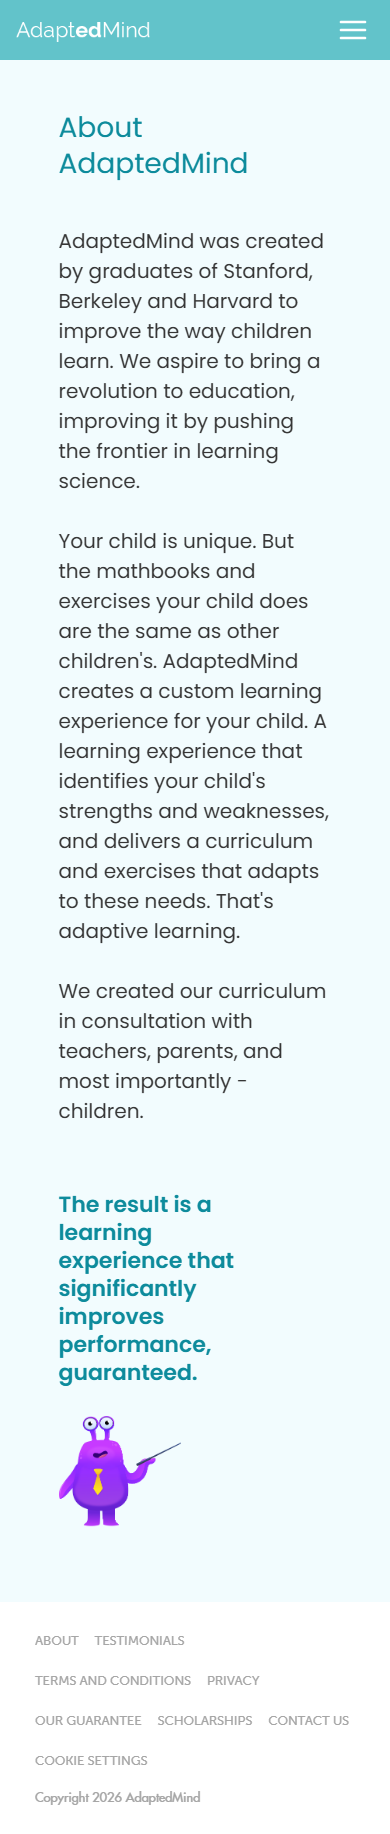 AdaptedMind
About
AdaptedMind
AdaptedMind was created
by graduates of Stanford,
Berkeley and Harvard to
improve the way children
learn. We aspire to bring a
revolution to education,
improving it by pushing
the frontier in learning
science.
Your child is unique. But
the mathbooks and
exercises your child does
are the same as other
children's. AdaptedMind
creates a custom learning
experience for your child. A
learning experience that
identifies your child's
strengths and weaknesses,
and delivers a curriculum
and exercises that adapts
to these needs. That's
adaptive learning.
We created our curriculum
in consultation with
teachers, parents, and
most importantly -
children.
The result is a
learning
experience that
significantly
improves
performance,
guaranteed.
ABOUT TESTIMONIALS
TERMS AND CONDITIONS PRIVACY
OUR GUARANTEE SCHOLARSHIPS CONTACT US
COOKIE SETTINGS
Copyright 2026 AdaptedMind